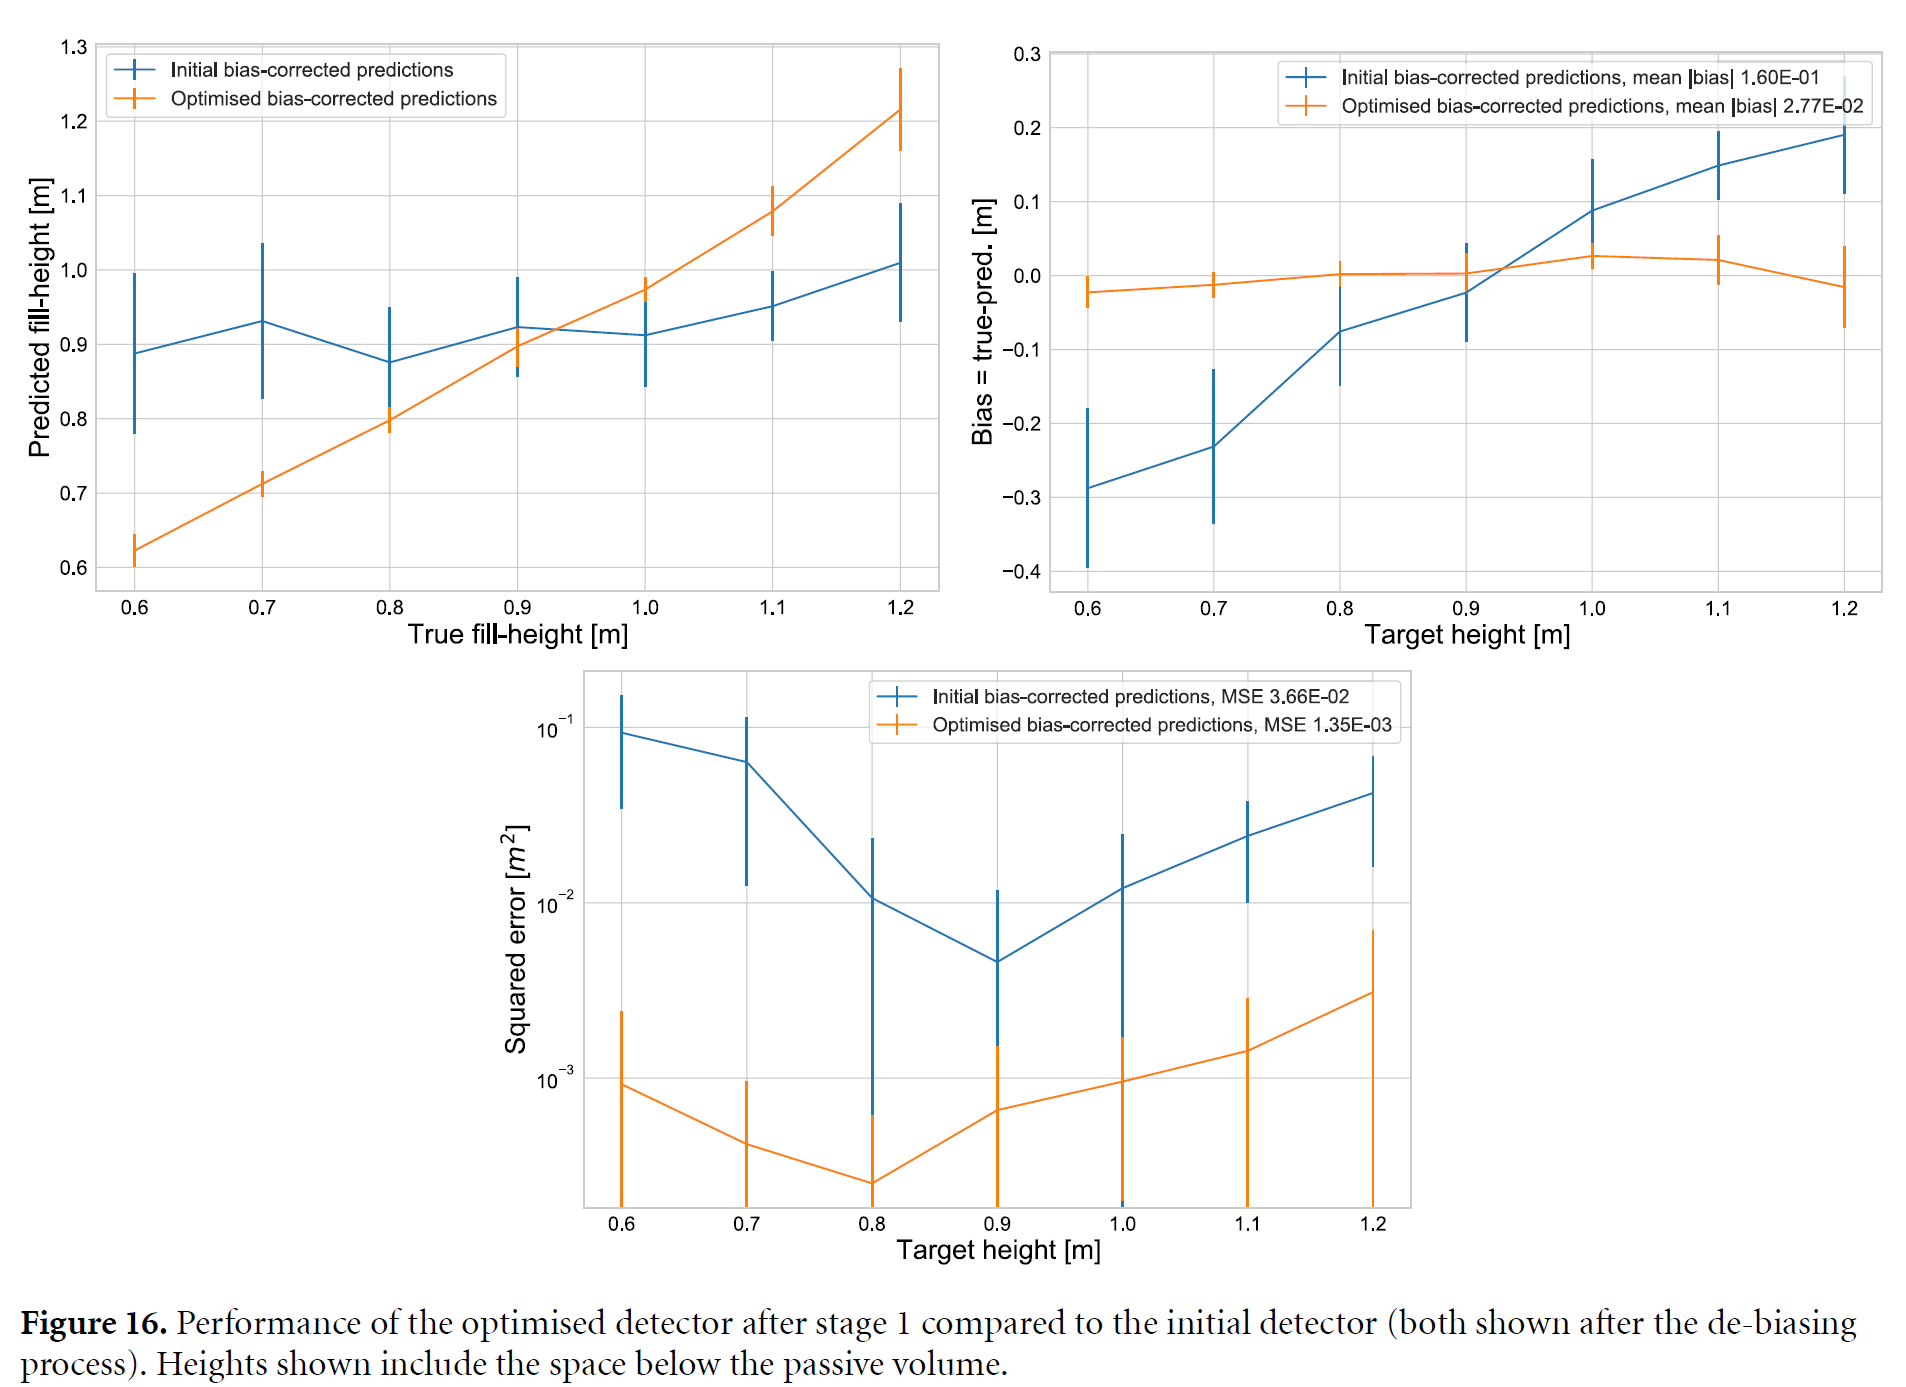 Initial bias-corrected predictions
Optimised bias-corrected predictions
Predicted fill-height [m]
1.3
1.2
1.1
1.0
0.9
0.8
0.7
0.6
0.6 0.7 0.8 0.9 1.0 1.1 1.2
True fill-height [m]
Initial bias-corrected predictions, mean |bias| 1.60E-01
Optimised bias-corrected predictions, mean |bias| 2.77E-02
Bias = true-pred. [m]
0.3
0.2
0.1
0.0
−0.1
−0.2
−0.3
−0.4
0.6 0.7 0.8 0.9 1.0 1.1 1.2
Target height [m]
Initial bias-corrected predictions, MSE 3.66E-02
Optimised bias-corrected predictions, MSE 1.35E-03
Squared error [m²]
10⁻¹
10⁻²
10⁻³
0.6 0.7 0.8 0.9 1.0 1.1 1.2
Target height [m]
Figure 16. Performance of the optimised detector after stage 1 compared to the initial detector (both shown after the de-biasing
process). Heights shown include the space below the passive volume.